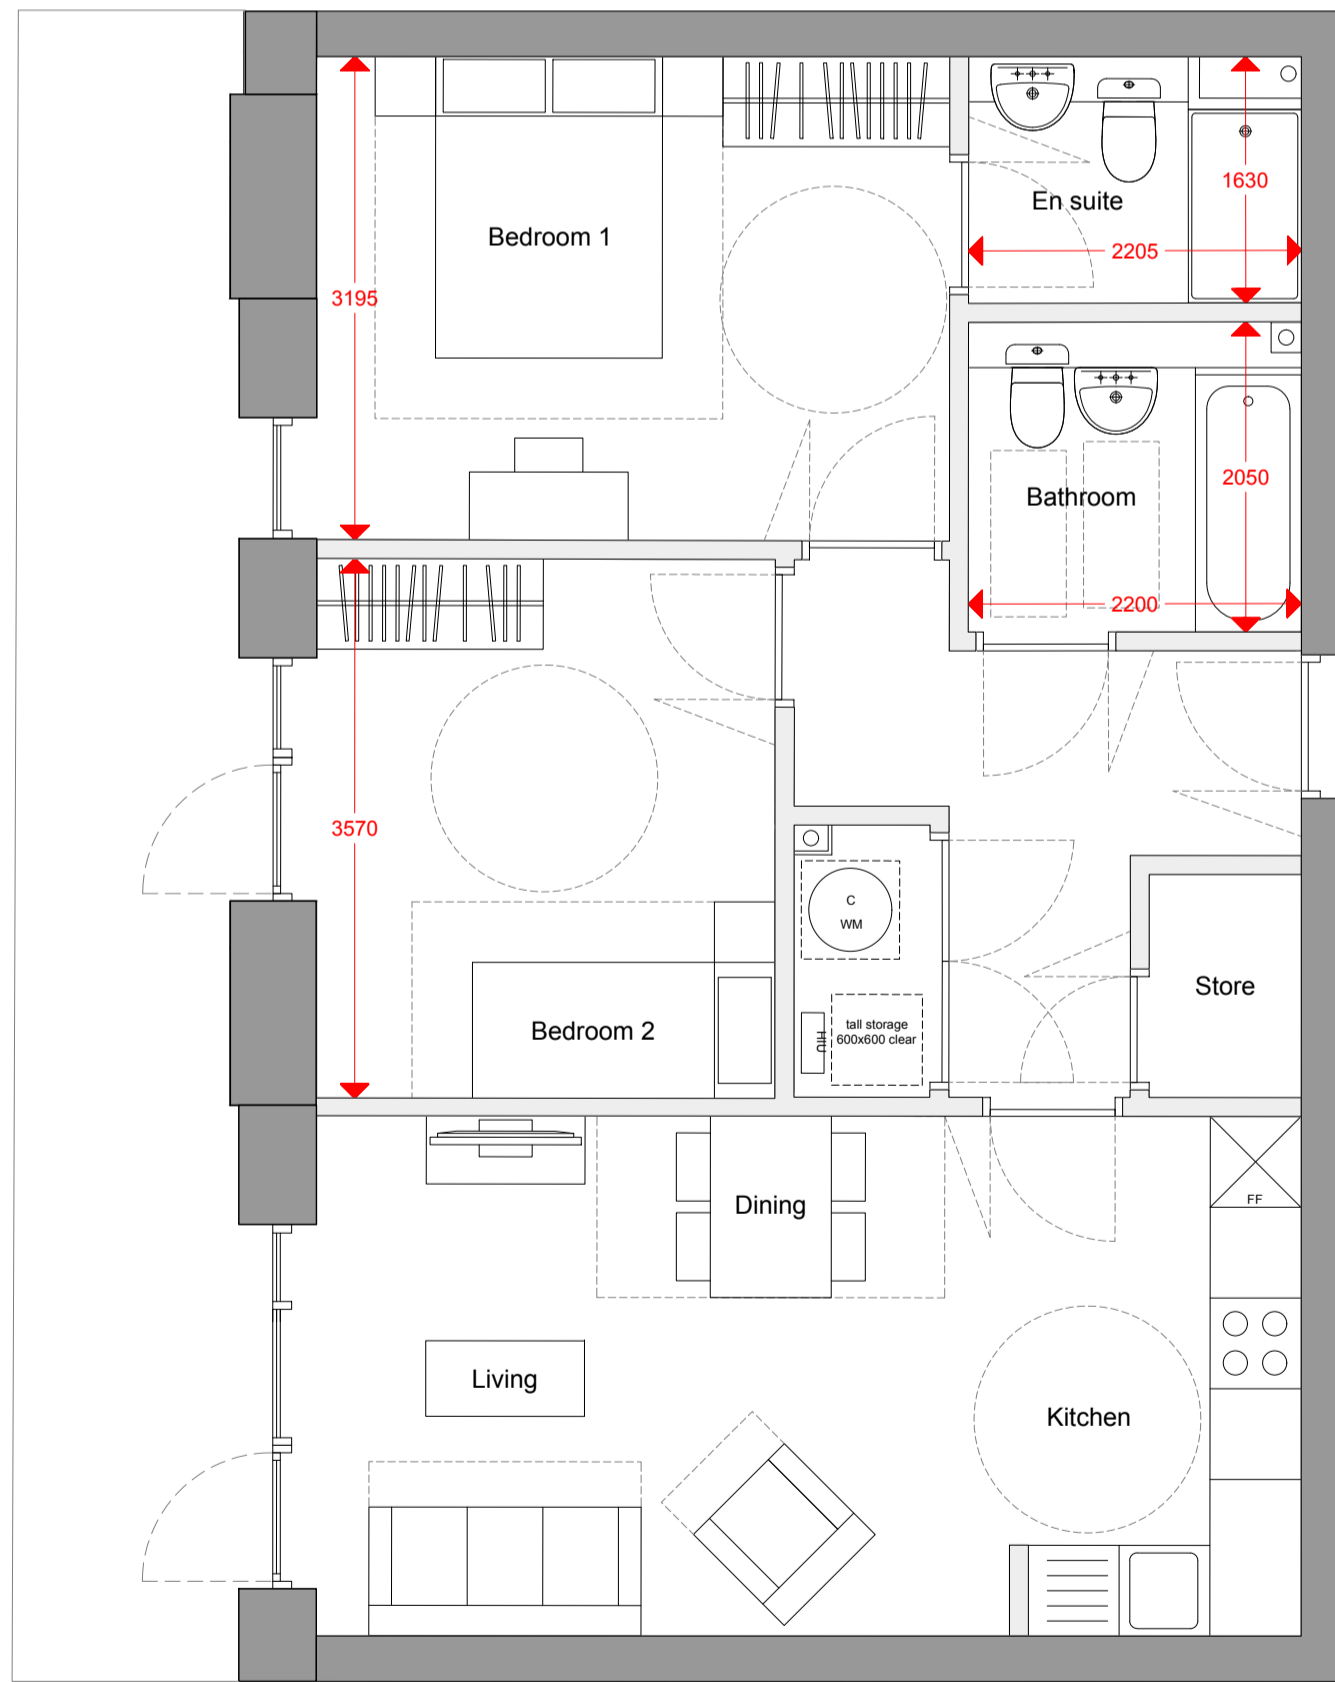 Bedroom 1
3195
En suite
1630
2205
Bathroom
2050
2200
3570
C
WM
Store
tall storage
600x600 clear
HIU
Bedroom 2
Dining
FF
Living
Kitchen